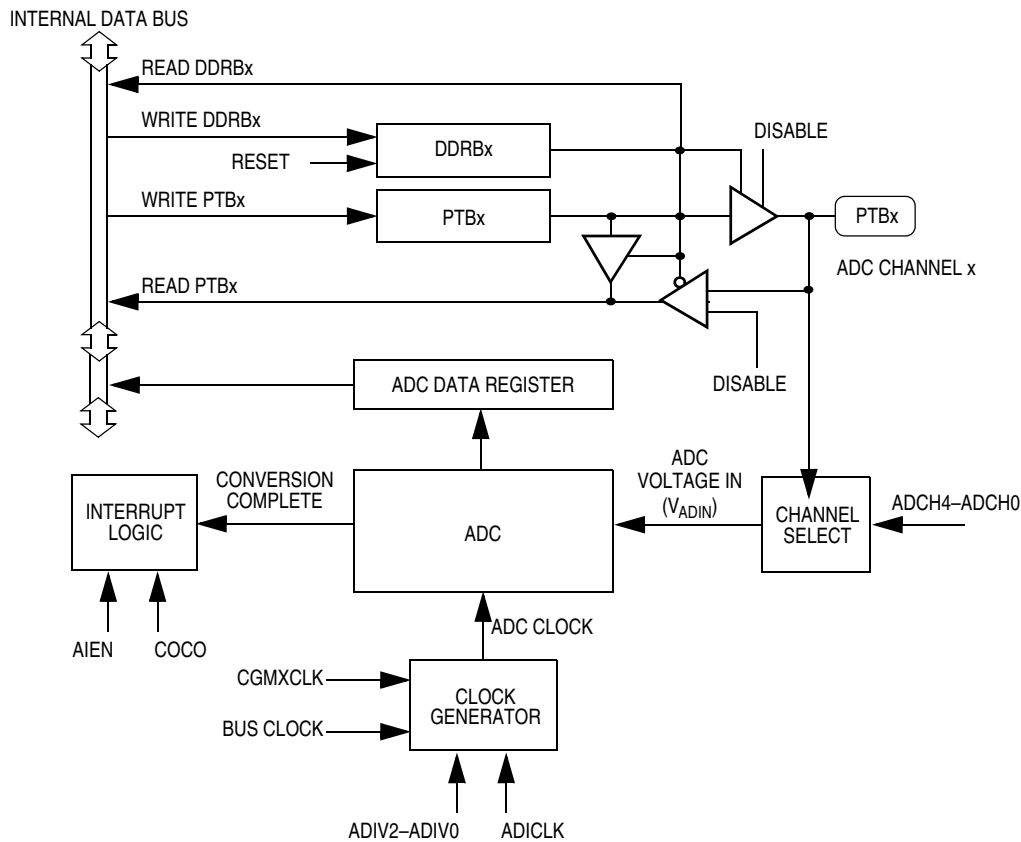 INTERNAL DATA BUS
READ DDRBx
WRITE DDRBx
RESET
DDRBx
DISABLE
WRITE PTBx
PTBx
PTBx
ADC CHANNEL x
READ PTBx
DISABLE
ADC DATA REGISTER
INTERRUPT
LOGIC
CONVERSION
COMPLETE
ADC
ADC
VOLTAGE IN
(VADIN)
CHANNEL
SELECT
ADCH4–ADCH0
AIEN
COCO
ADC CLOCK
CGMXCLK
BUS CLOCK
CLOCK
GENERATOR
ADIV2–ADIV0
ADICLK